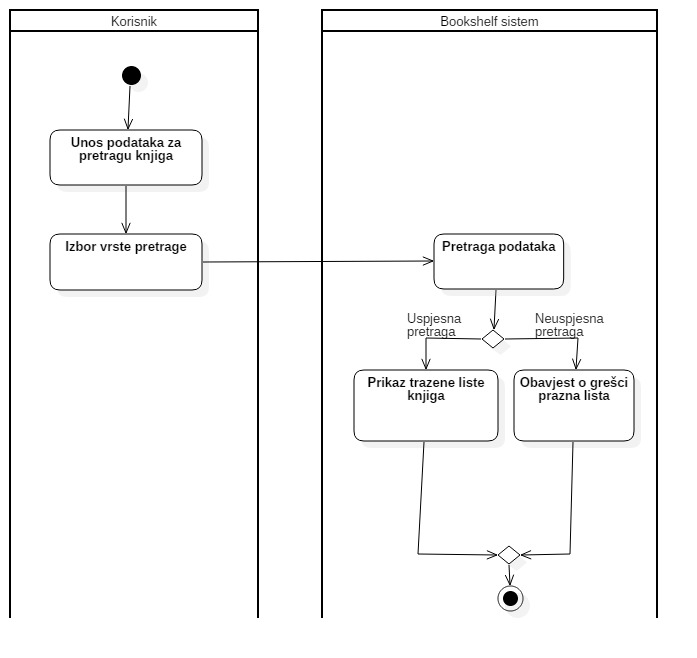 Korisnik
Bookshelf sistem
Unos podataka za
pretragu knjiga
Izbor vrste pretrage
Pretraga podataka
Uspjesna
pretraga
Neuspjesna
pretraga
Prikaz trazene liste
knjiga
Obavjest o grešci
prazna lista